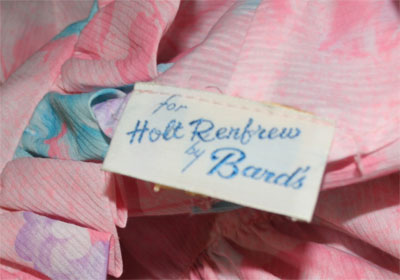 for
Holt Renfrew
by Bard's